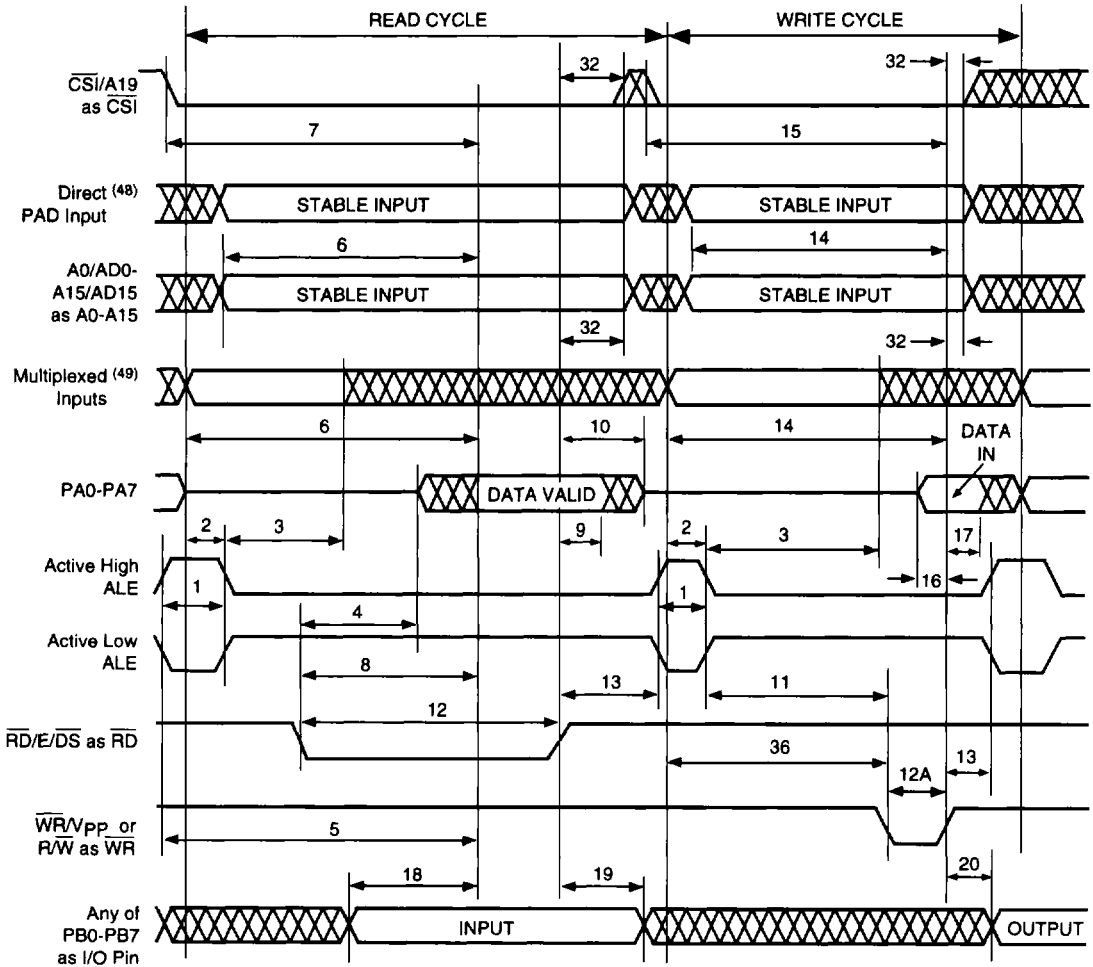 READ CYCLE
WRITE CYCLE
32
32
CSI/A19
as CSI
7
15
Direct (48)
PAD Input
STABLE INPUT
STABLE INPUT
6
14
A0/AD0-
A15/AD15
as A0-A15
STABLE INPUT
STABLE INPUT
32
32
Multiplexed (49)
Inputs
6
10
14
DATA
IN
PA0-PA7
DATA VALID
2
3
9
2
3
17
Active High
ALE
16
1
1
4
Active Low
ALE
8
13
11
12
RD/E/DS as RD
36
12A
13
WR/VPP or
R/W as WR
5
18
19
20
Any of
PB0-PB7
as I/O Pin
INPUT
OUTPUT